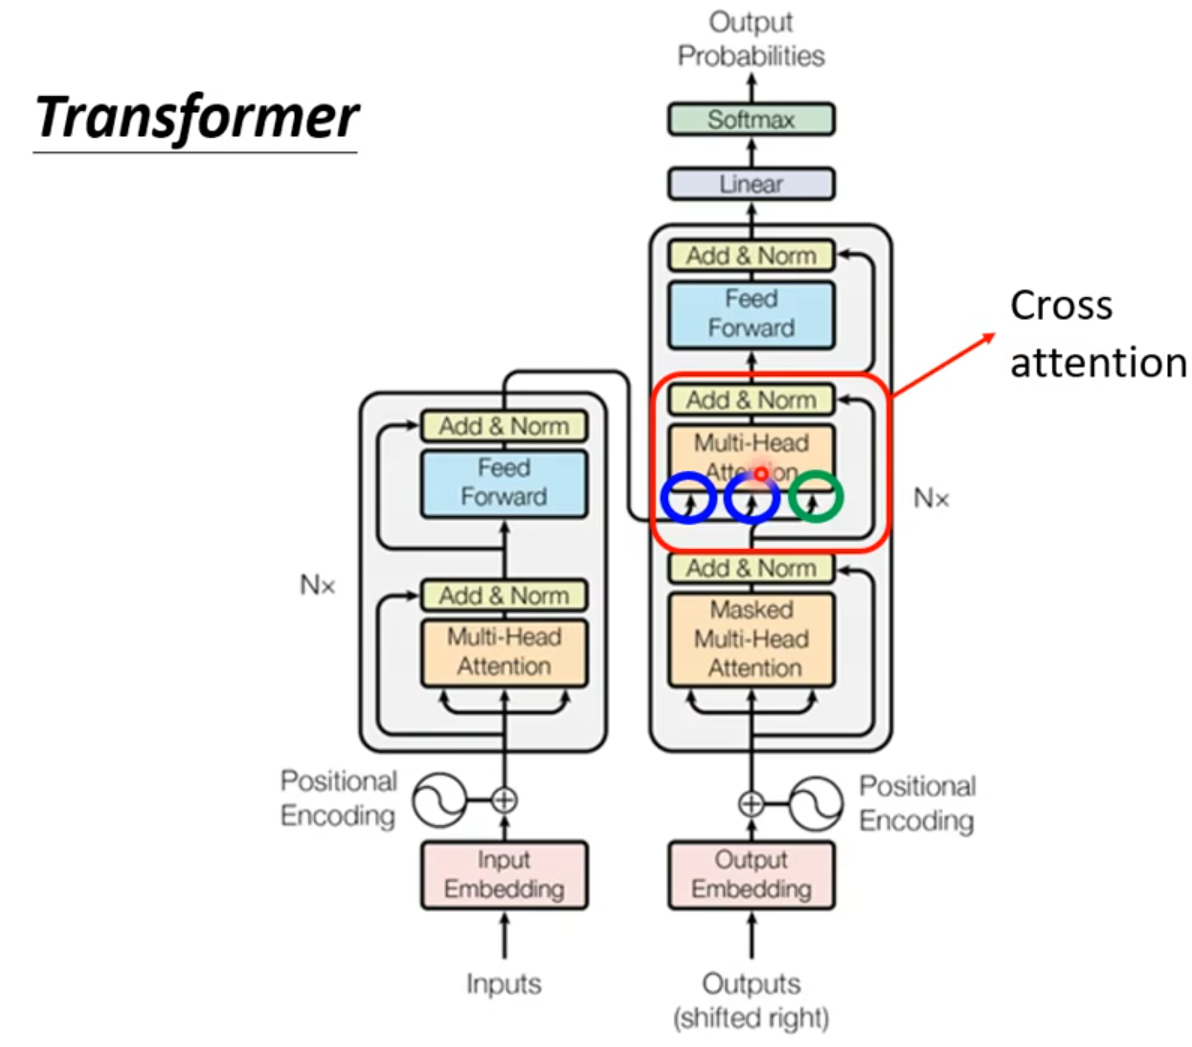 Transformer
Output
Probabilities
Softmax
Linear
Add & Norm
Feed
Forward
Add & Norm
Multi-Head
Attention
Nx
Add & Norm
Masked
Multi-Head
Attention
Cross
attention
Add & Norm
Feed
Forward
Nx
Add & Norm
Multi-Head
Attention
Positional
Encoding
Positional
Encoding
Input
Embedding
Output
Embedding
Inputs
Outputs
(shifted right)